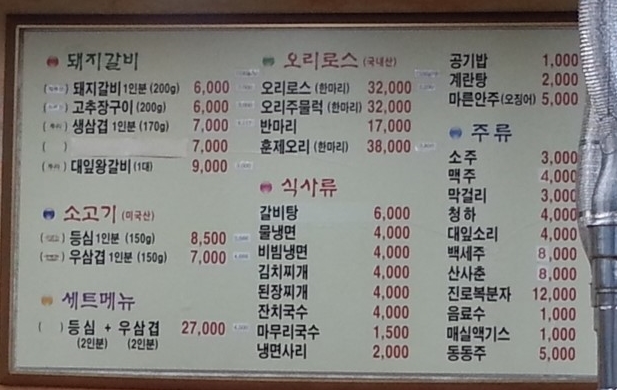 돼지갈비
돼지갈비 1인분 (200g) 6,000
고추장구이 (200g) 6,000
생삼겹 1인분 (170g) 7,000
( ) 7,000
대잎왕갈비 (1대) 9,000
소고기 (미국산)
등심 1인분 (150g) 8,500
우삼겹 1인분 (150g) 7,000
세트메뉴
( ) 등심 + 우삼겹 27,000
(2인분) (2인분)
오리로스 (국내산)
오리로스 (한마리) 32,000
오리주물럭 (한마리) 32,000
반마리 17,000
훈제오리 (한마리) 38,000
식사류
갈비탕 6,000
물냉면 4,000
비빔냉면 4,000
김치찌개 4,000
된장찌개 4,000
잔치국수 4,000
마무리국수 1,500
냉면사리 2,000
공기밥 1,000
계란탕 2,000
마른안주(오징어) 5,000
주류
소주 3,000
맥주 4,000
막걸리 3,000
청하 4,000
대잎소리 4,000
백세주 8,000
산사춘 8,000
진로복분자 12,000
음료수 1,000
매실액기스 1,000
동동주 5,000